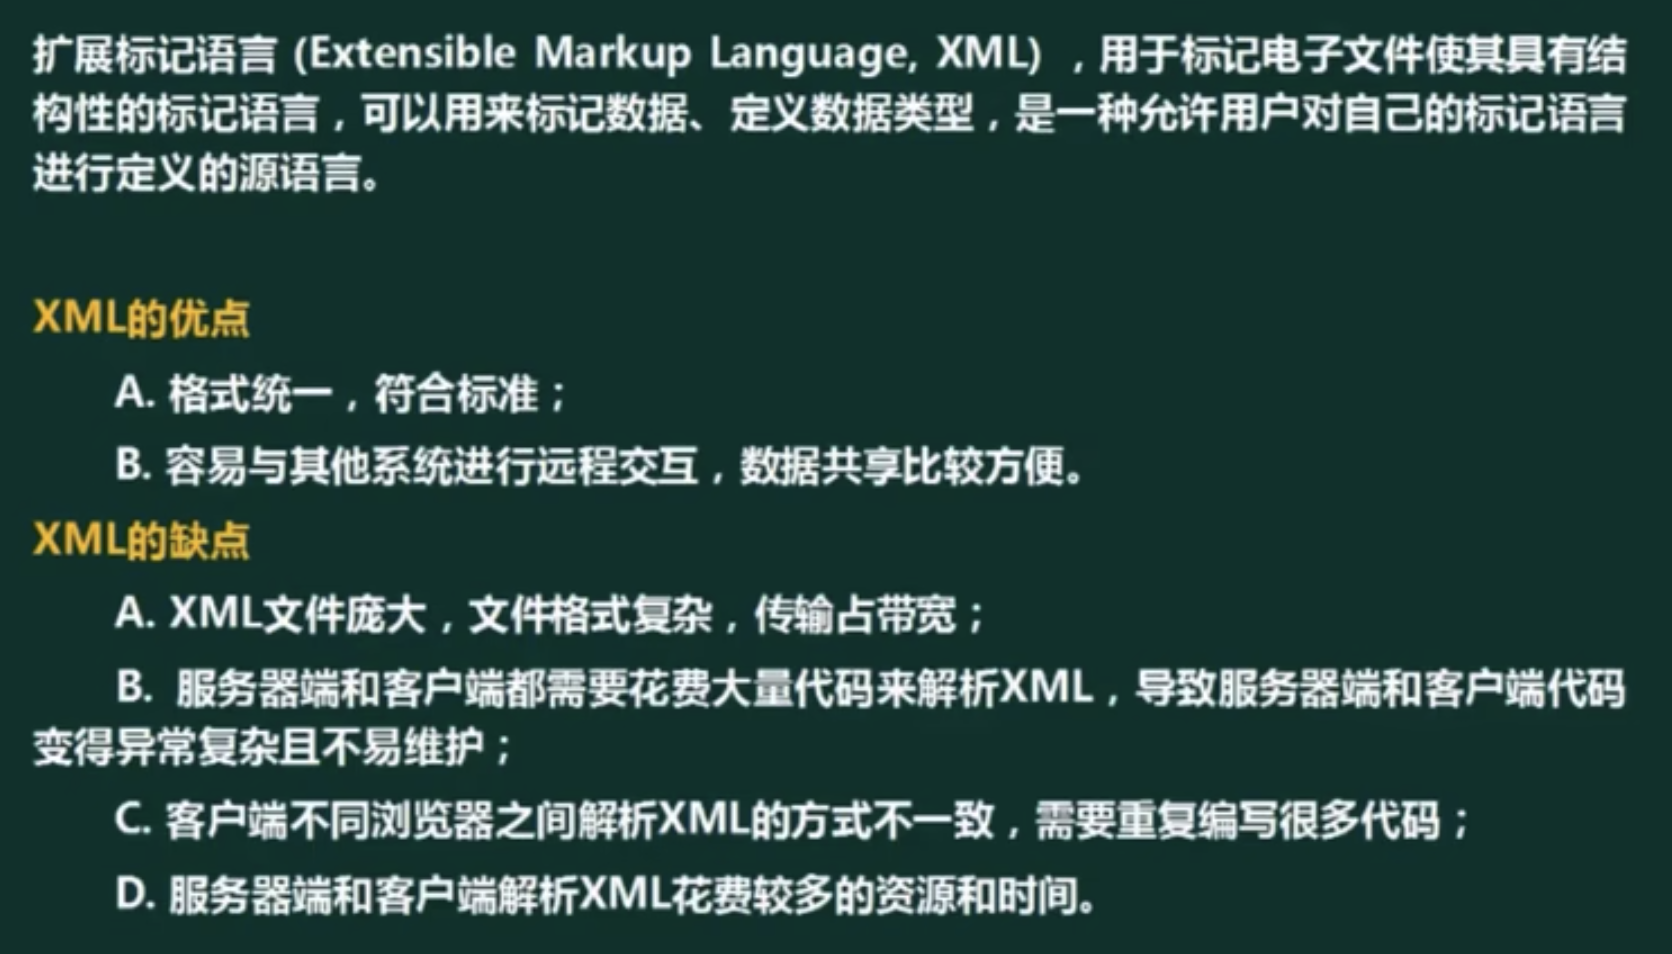 扩展标记语言 (Extensible Markup Language, XML) ，用于标记电子文件使其具有结
构性的标记语言，可以用来标记数据、定义数据类型，是一种允许用户对自己的标记语言
进行定义的源语言。
XML的优点
A. 格式统一，符合标准；
B. 容易与其他系统进行远程交互，数据共享比较方便。
XML的缺点
A. XML文件庞大，文件格式复杂，传输占带宽；
B. 服务器端和客户端都需要花费大量代码来解析XML，导致服务器端和客户端代码
变得异常复杂且不易维护；
C. 客户端不同浏览器之间解析XML的方式不一致，需要重复编写很多代码；
D. 服务器端和客户端解析XML花费较多的资源和时间。